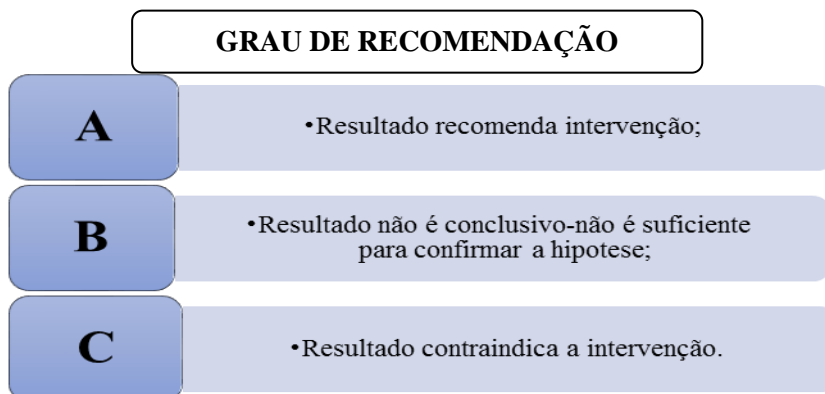 GRAU DE RECOMENDAÇÃO
A
•Resultado recomenda intervenção;
B
•Resultado não é conclusivo-não é suficiente
para confirmar a hipotese;
C
•Resultado contraindica a intervenção.